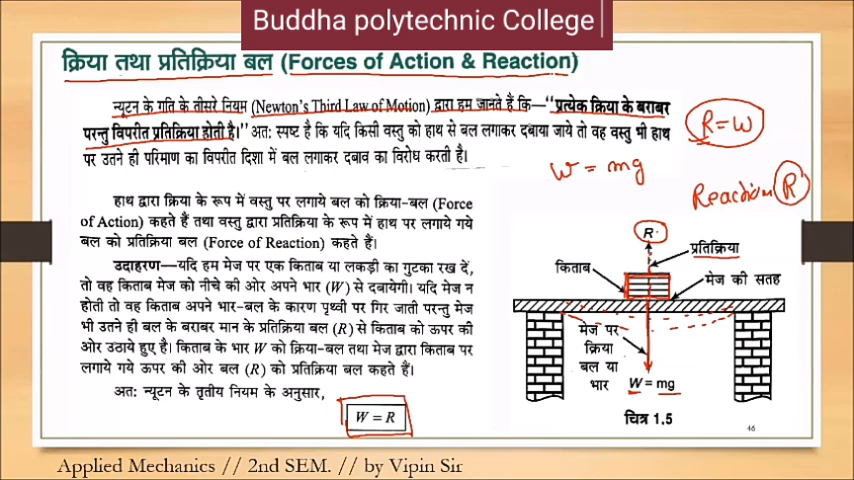 Buddha polytechnic College
क्रिया तथा प्रतिक्रिया बल (Forces of Action & Reaction)
न्यूटन के गति के तीसरे नियम (Newton's Third Law of Motion) द्वारा हम जानते हैं कि—"प्रत्येक क्रिया के बराबर
परन्तु विपरीत प्रतिक्रिया होती है।" अतः स्पष्ट है कि यदि किसी वस्तु को हाथ से बल लगाकर दबाया जाये तो वह वस्तु भी हाथ
पर उतने ही परिमाण का विपरीत दिशा में बल लगाकर दबाव का विरोध करती है।
R = W
W = mg
Reaction R
हाथ द्वारा क्रिया के रूप में वस्तु पर लगाये बल को क्रिया-बल (Force
of Action) कहते हैं तथा वस्तु द्वारा प्रतिक्रिया के रूप में हाथ पर लगाये गये
बल को प्रतिक्रिया बल (Force of Reaction) कहते हैं।
उदाहरण—यदि हम मेज पर एक किताब या लकड़ी का गुटका रख दें,
तो वह किताब मेज को नीचे की ओर अपने भार (W) से दबायेगी। यदि मेज न
होती तो वह किताब अपने भार-बल के कारण पृथ्वी पर गिर जाती परन्तु मेज
भी उतने ही बल के बराबर मान के प्रतिक्रिया बल (R) से किताब को ऊपर की
ओर उठाये हुए है। किताब के भार W को क्रिया-बल तथा मेज द्वारा किताब पर
लगाये गये ऊपर की ओर बल (R) को प्रतिक्रिया बल कहते हैं।
अतः न्यूटन के तृतीय नियम के अनुसार,
W = R
R
प्रतिक्रिया
किताब
मेज की सतह
मेज पर
क्रिया
बल या
भार
W = mg
चित्र 1.5
46
Applied Mechanics // 2nd SEM. // by Vipin Sir